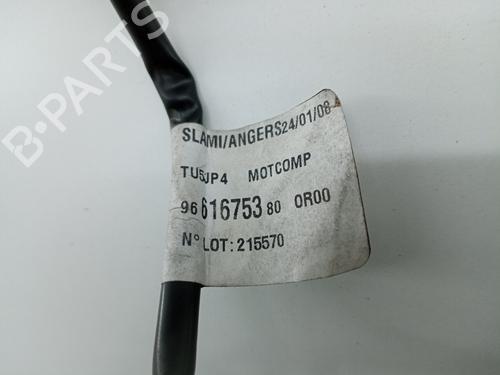 B-PARTS
SLAMI/ANGERS24/01/08
TU5JP4 MOTCOMP
96 616753 80 0R00
N° LOT: 215570